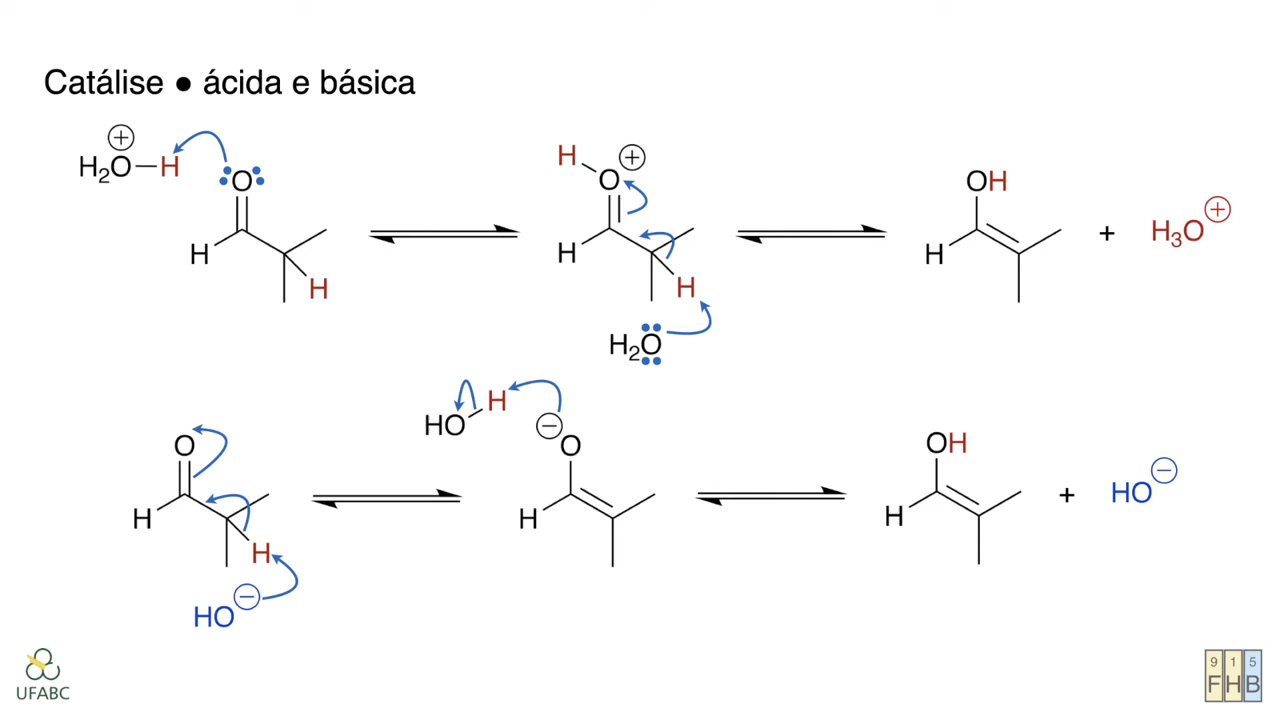 Catálise ● ácida e básica
⊕
H₂O—H
O
H
H
H
⊕
O
H
H
H₂O
OH
H
+
H₃O⊕
O
H
H
HO⊖
HO
H
⊖
O
H
OH
H
+
HO⊖
UFABC
9 1 5
F H B